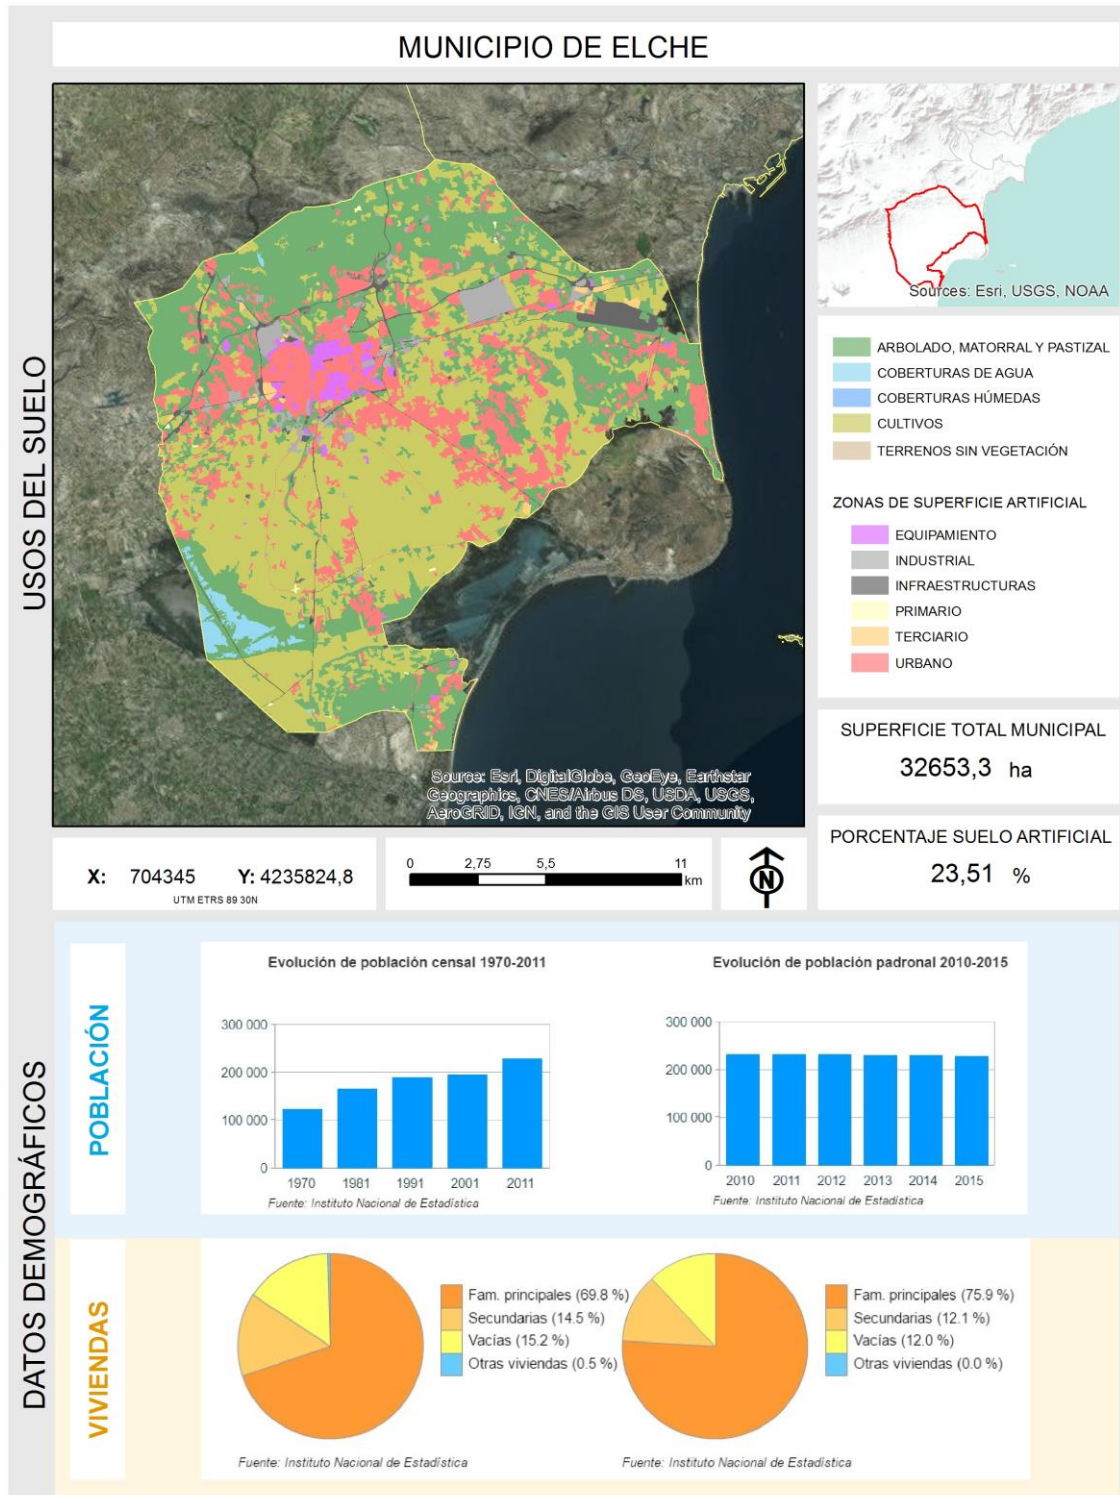 MUNICIPIO DE ELCHE
USOS DEL SUELO
Source: Esri, DigitalGlobe, GeoEye, Earthstar
Geographics, CNES/Airbus DS, USDA, USGS,
AeroGRID, IGN, and the GIS User Community
Sources: Esri, USGS, NOAA
ARBOLADO, MATORRAL Y PASTIZAL
COBERTURAS DE AGUA
COBERTURAS HÚMEDAS
CULTIVOS
TERRENOS SIN VEGETACIÓN
ZONAS DE SUPERFICIE ARTIFICIAL
EQUIPAMIENTO
INDUSTRIAL
INFRAESTRUCTURAS
PRIMARIO
TERCIARIO
URBANO
SUPERFICIE TOTAL MUNICIPAL
32653,3 ha
PORCENTAJE SUELO ARTIFICIAL
23,51 %
X: 704345 Y: 4235824,8
UTM ETRS 89 30N
0 2,75 5,5 11
km
N
DATOS DEMOGRÁFICOS
POBLACIÓN
Evolución de población censal 1970-2011
300 000
200 000
100 000
0
1970 1981 1991 2001 2011
Fuente: Instituto Nacional de Estadística
Evolución de población padronal 2010-2015
300 000
200 000
100 000
0
2010 2011 2012 2013 2014 2015
Fuente: Instituto Nacional de Estadística
VIVIENDAS
Fam. principales (69.8 %)
Secundarias (14.5 %)
Vacías (15.2 %)
Otras viviendas (0.5 %)
Fuente: Instituto Nacional de Estadística
Fam. principales (75.9 %)
Secundarias (12.1 %)
Vacías (12.0 %)
Otras viviendas (0.0 %)
Fuente: Instituto Nacional de Estadística